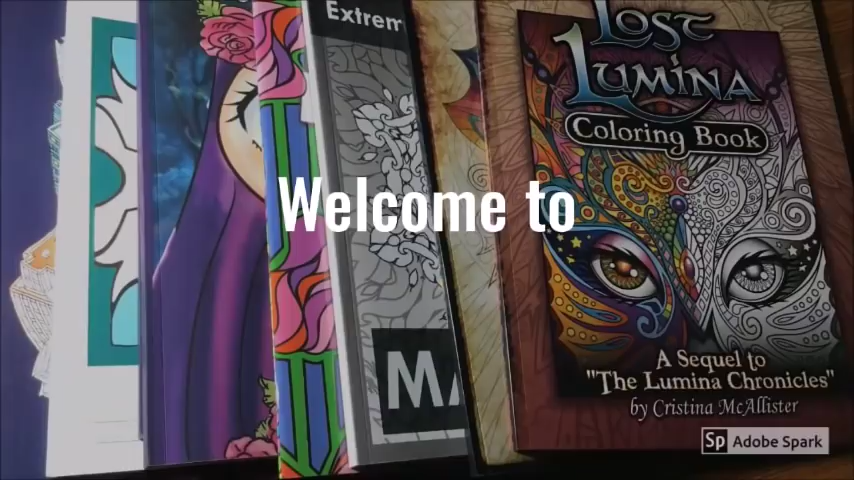 Extrem
Lost
Lumina
Coloring Book
Welcome to
A Sequel to
"The Lumina Chronicles"
by Cristina McAllister
MA
Sp Adobe Spark